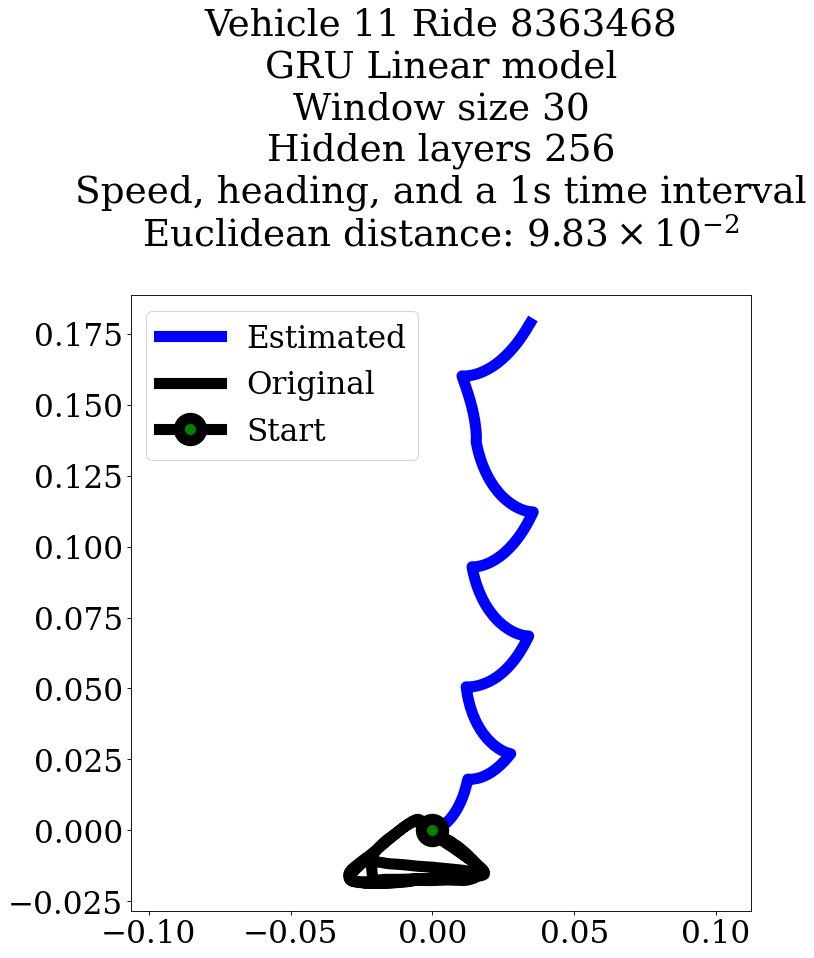 Vehicle 11 Ride 8363468
GRU Linear model
Window size 30
Hidden layers 256
Speed, heading, and a 1s time interval
Euclidean distance: 9.83 × 10⁻²
Estimated
Original
Start
0.175
0.150
0.125
0.100
0.075
0.050
0.025
0.000
−0.025
−0.10 −0.05 0.00 0.05 0.10